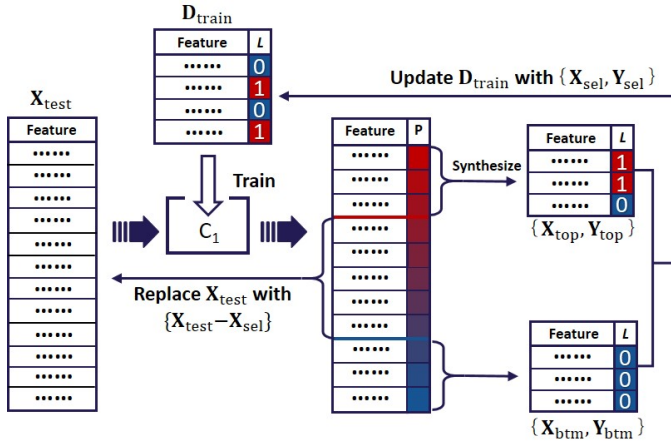 D_train
Feature L
...... 0
...... 1
...... 0
...... 1
Update D_train with {X_sel, Y_sel}
X_test
Feature
......
......
......
......
......
......
......
......
......
......
......
Train
C_1
Feature P
......
......
......
......
......
......
......
......
......
......
Synthesize
Feature L
...... 1
...... 1
...... 0
{X_top, Y_top}
Replace X_test with
{X_test−X_sel}
Feature L
...... 0
...... 0
...... 0
{X_btm, Y_btm}